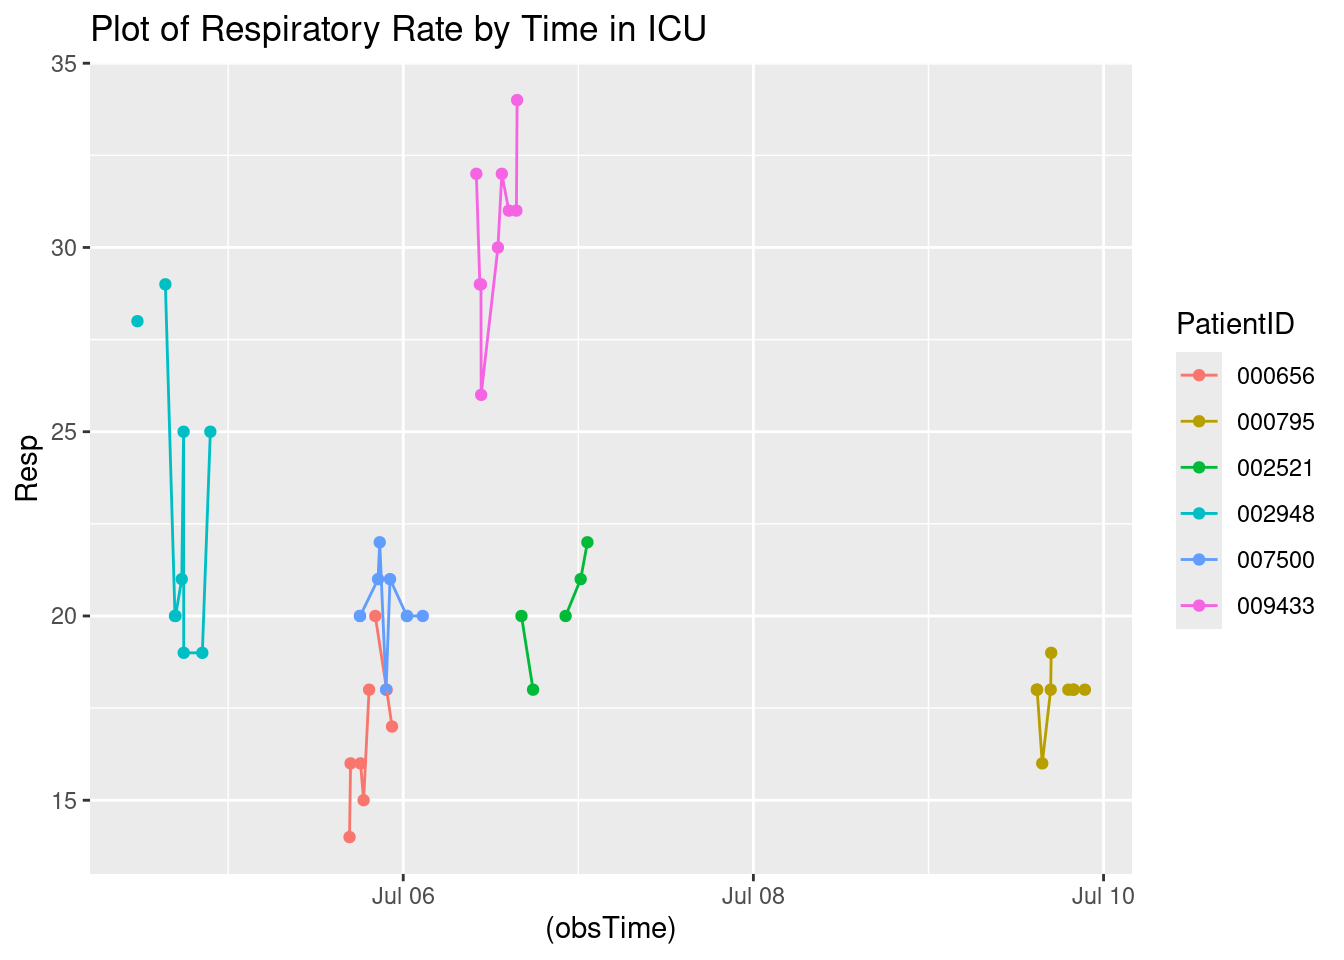 Plot of Respiratory Rate by Time in ICU
35
30
25
20
15
Resp
Jul 06
Jul 08
Jul 10
(obsTime)
PatientID
000656
000795
002521
002948
007500
009433